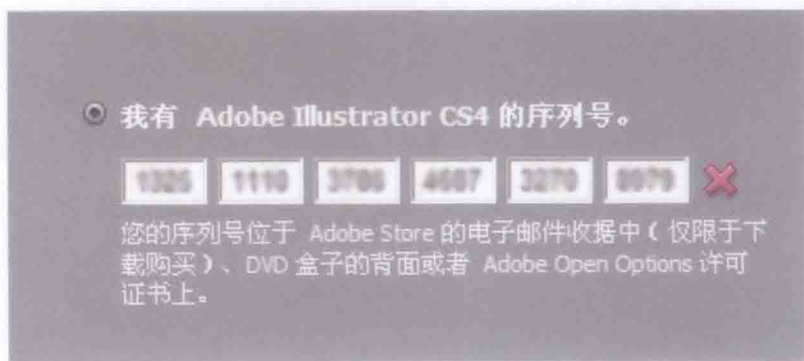 我有 Adobe Illustrator CS4 的序列号。
您的序列号位于 Adobe Store 的电子邮件收据中（仅限于下
载购买）、DVD 盒子的背面或者 Adobe Open Options 许可
证书上。